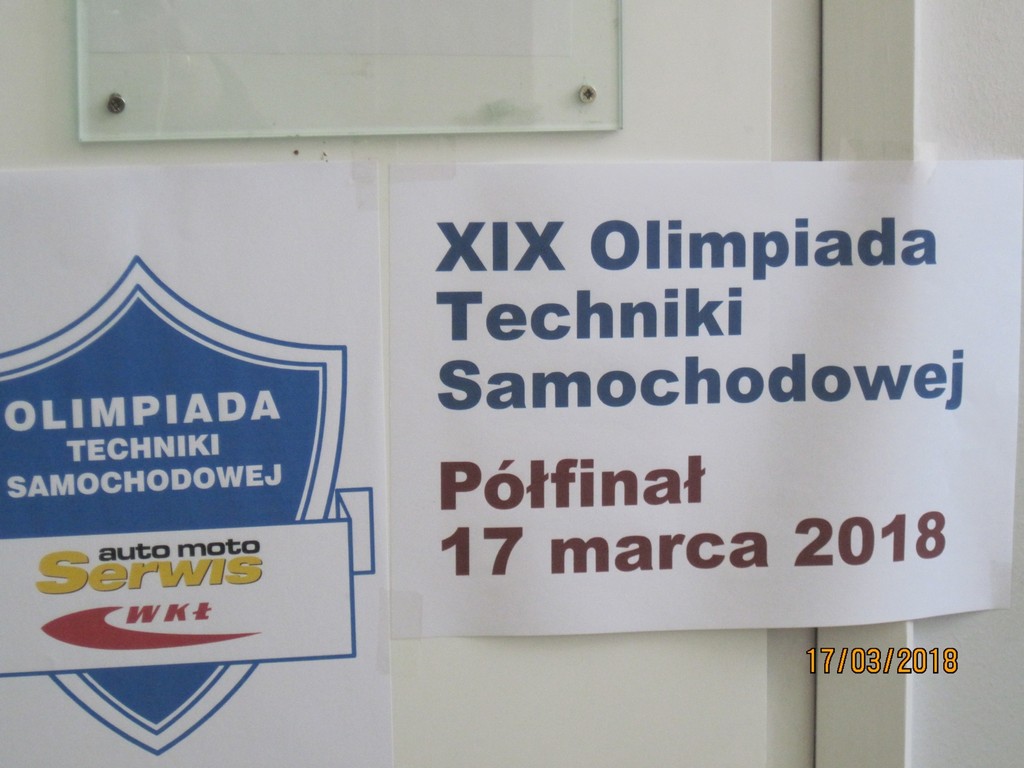 OLIMPIADA
TECHNIKI
SAMOCHODOWEJ
auto moto
Serwis
WKŁ
XIX Olimpiada
Techniki
Samochodowej
Półfinał
17 marca 2018
17/03/2018